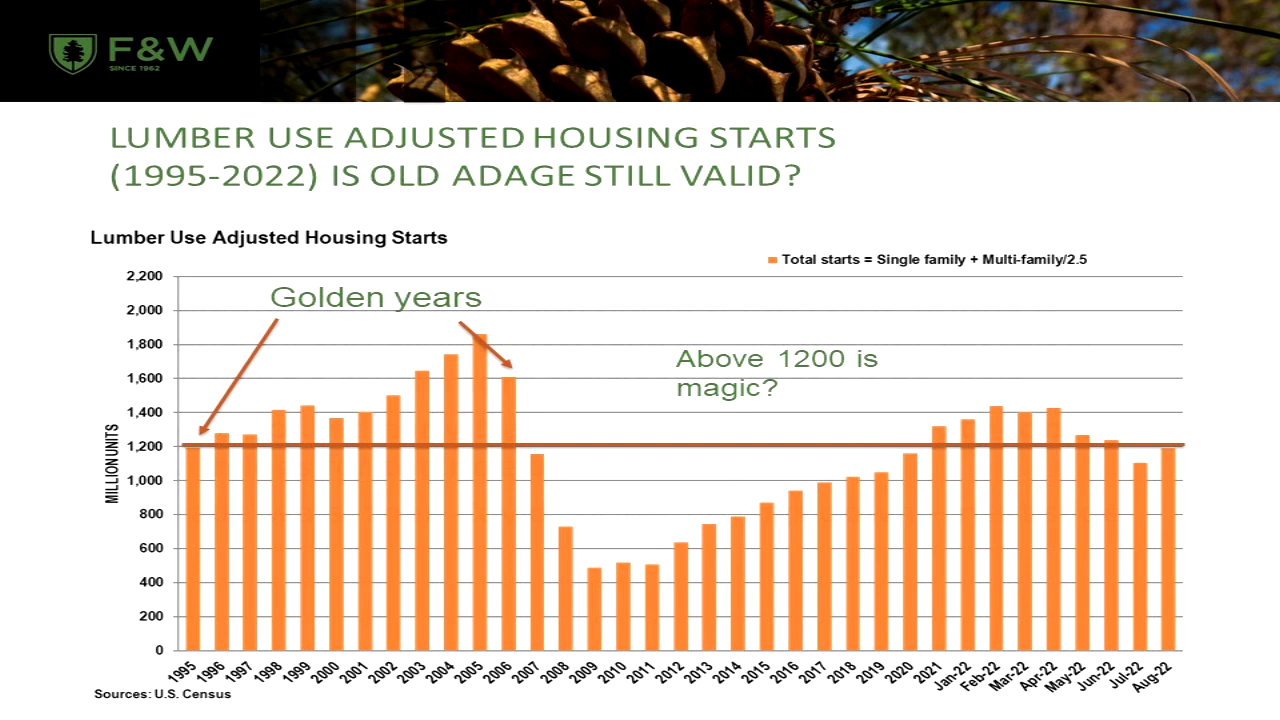 F&W
SINCE 1962
LUMBER USE ADJUSTED HOUSING STARTS
(1995-2022) IS OLD ADAGE STILL VALID?
Lumber Use Adjusted Housing Starts
Total starts = Single family + Multi-family/2.5
Golden years
Above 1200 is
magic?
MILLION UNITS
2,200
2,000
1,800
1,600
1,400
1,200
1,000
800
600
400
200
0
1995
1996
1997
1998
1999
2000
2001
2002
2003
2004
2005
2006
2007
2008
2009
2010
2011
2012
2013
2014
2015
2016
2017
2018
2019
2020
2021
Jan-22
Feb-22
Mar-22
Apr-22
May-22
Jun-22
Jul-22
Aug-22
Sources: U.S. Census